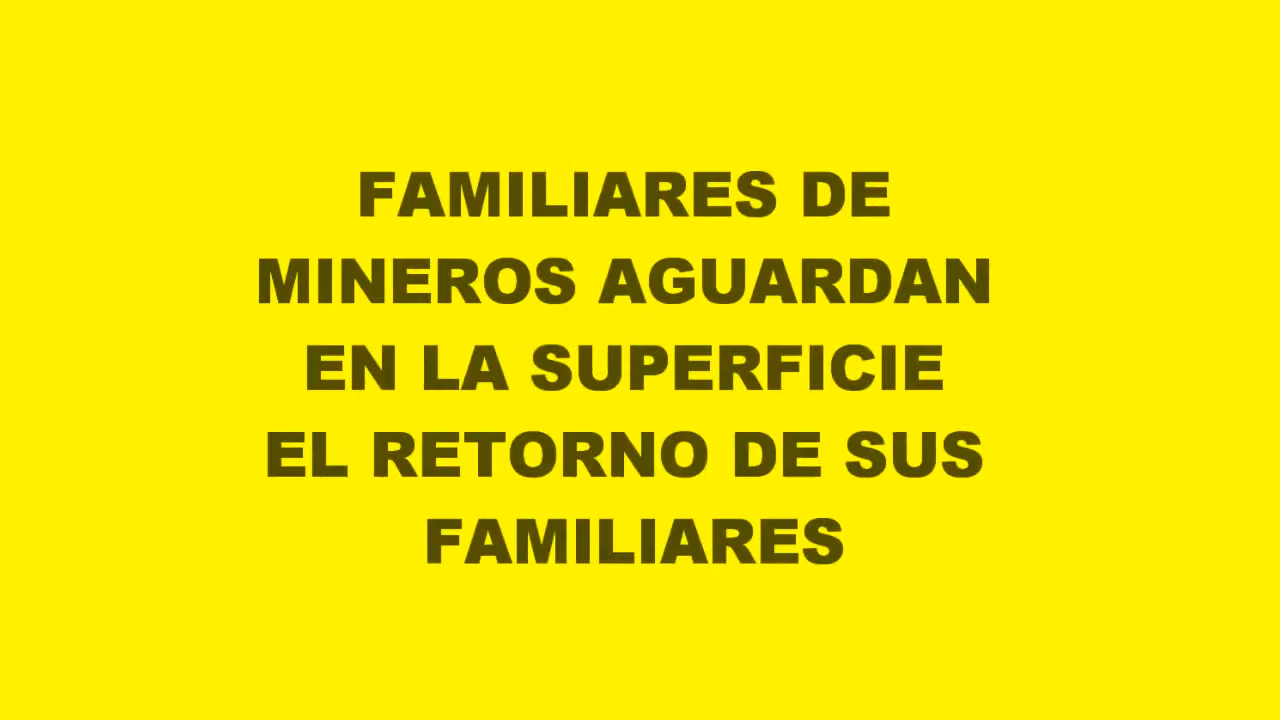 FAMILIARES DE
MINEROS AGUARDAN
EN LA SUPERFICIE
EL RETORNO DE SUS
FAMILIARES